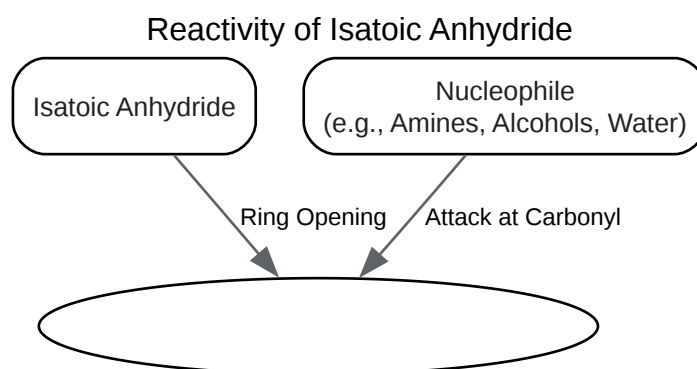 Reactivity of Isatoic Anhydride
Isatoic Anhydride
Nucleophile
(e.g., Amines, Alcohols, Water)
Ring Opening
Attack at Carbonyl